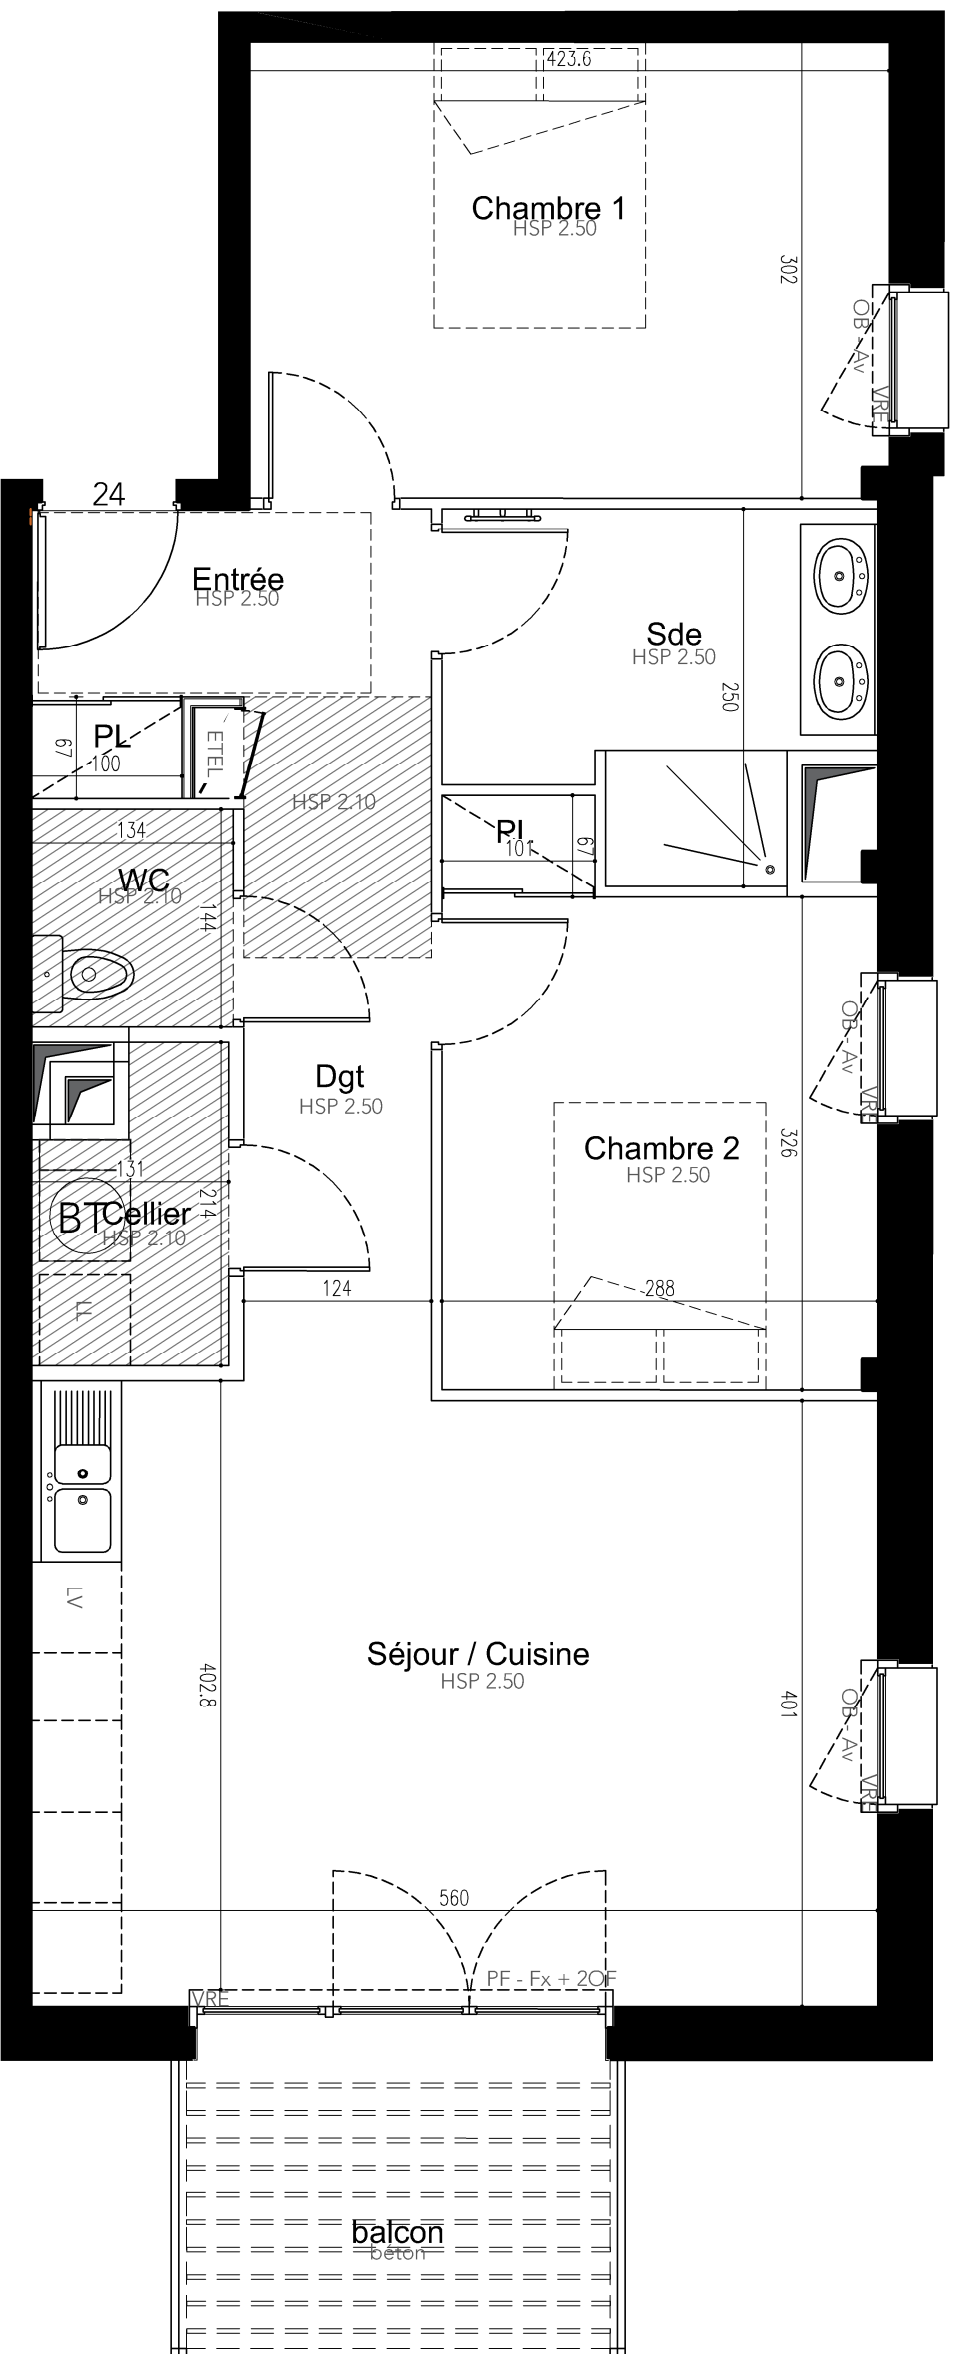 423.6
Chambre 1
HSP 2.50
302
OB - Av
VRE
24
Entrée
HSP 2.50
Sde
HSP 2.50
250
PL
67
100
ETEL
HSP 2.10
134
PL
101
67
WC
HSP 2.10
144
OB - Av
VRE
Dgt
HSP 2.50
Chambre 2
HSP 2.50
326
131
BT
Cellier
HSP 2.10
214
LL
124
288
LV
Séjour / Cuisine
HSP 2.50
402.8
401
OB - Av
VRE
560
PF - Fx + 2OF
VRE
balcon
béton